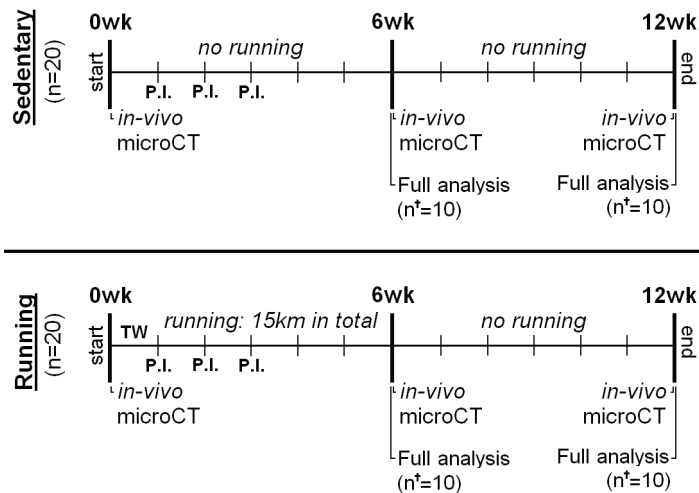 Sedentary
(n=20)
0wk 6wk 12wk
start no running no running end
P.I. P.I. P.I.
in-vivo in-vivo in-vivo
microCT microCT microCT
Full analysis Full analysis
(n†=10) (n†=10)
Running
(n=20)
0wk 6wk 12wk
start TW running: 15km in total no running end
P.I. P.I. P.I.
in-vivo in-vivo in-vivo
microCT microCT microCT
Full analysis Full analysis
(n†=10) (n†=10)